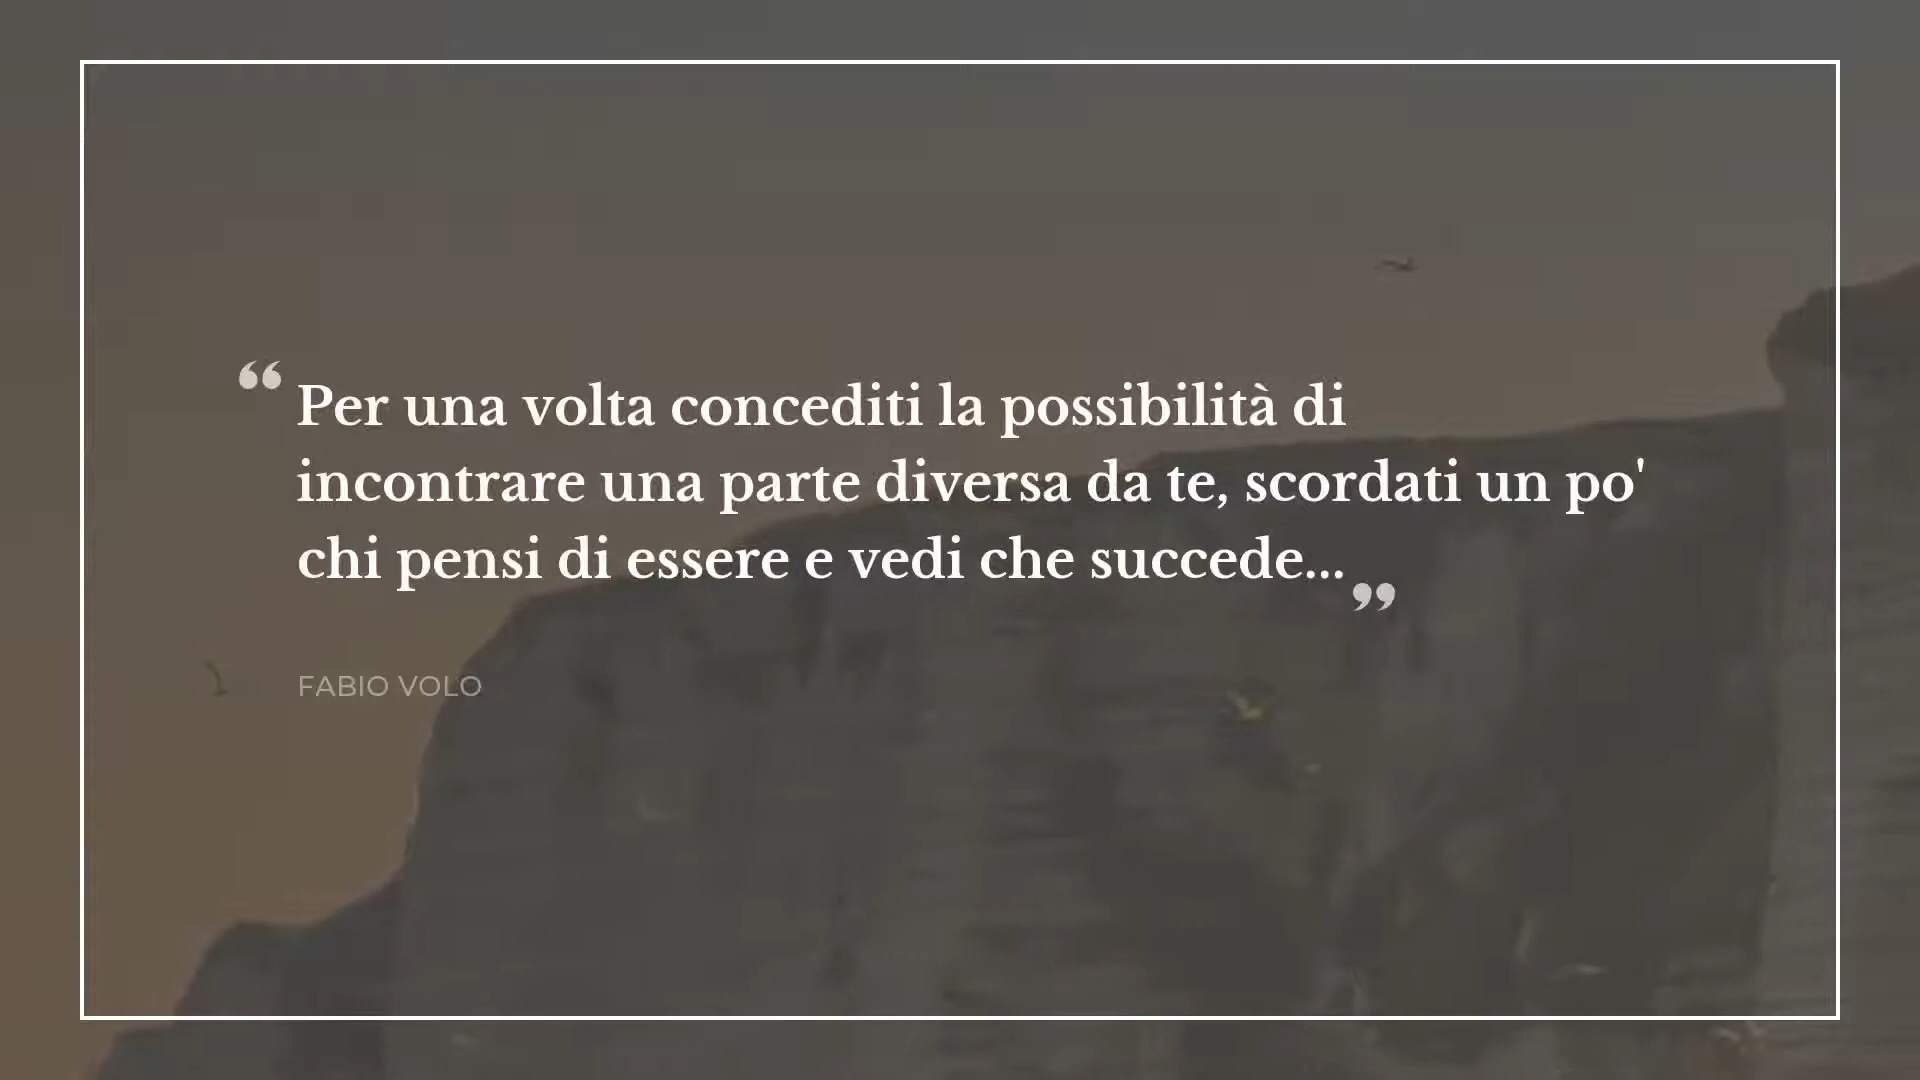 “Per una volta concediti la possibilità di
incontrare una parte diversa da te, scordati un po'
chi pensi di essere e vedi che succede...”
FABIO VOLO